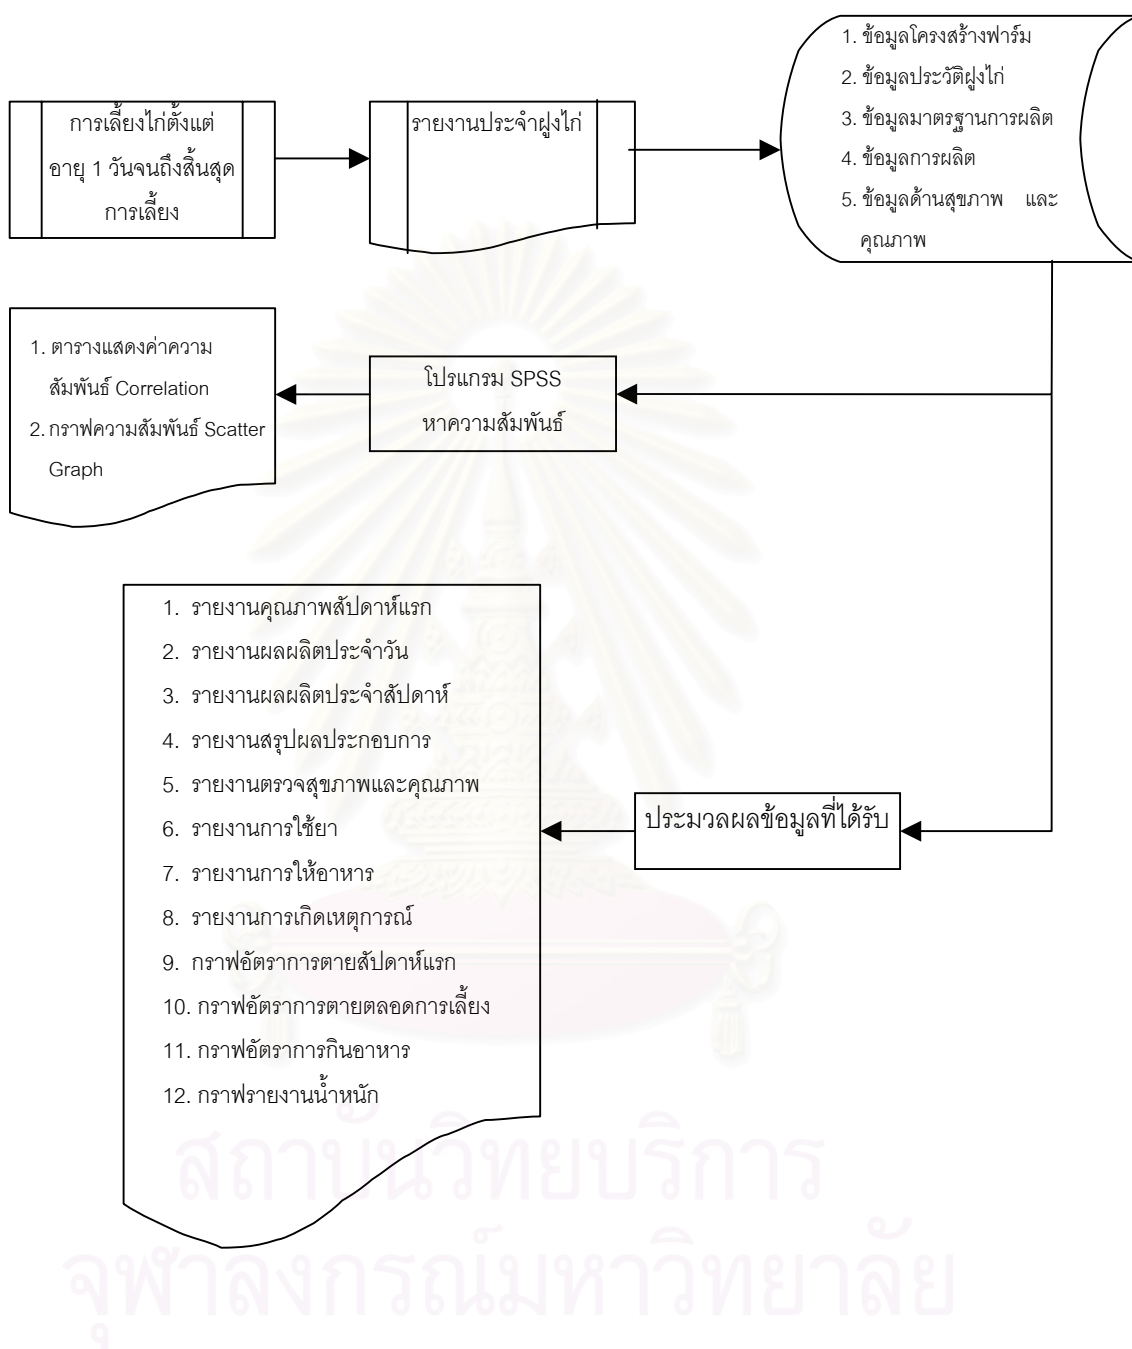 การเลี้ยงไก่ตั้งแต่
อายุ 1 วันจนถึงสิ้นสุด
การเลี้ยง
รายงานประจำฝูงไก่
1. ข้อมูลโครงสร้างฟาร์ม
2. ข้อมูลประวัติฝูงไก่
3. ข้อมูลมาตรฐานการผลิต
4. ข้อมูลการผลิต
5. ข้อมูลด้านสุขภาพ และ
คุณภาพ
1. ตารางแสดงค่าความ
สัมพันธ์ Correlation
2. กราฟความสัมพันธ์ Scatter
Graph
โปรแกรม SPSS
หาความสัมพันธ์
1. รายงานคุณภาพสัปดาห์แรก
2. รายงานผลผลิตประจำวัน
3. รายงานผลผลิตประจำสัปดาห์
4. รายงานสรุปผลประกอบการ
5. รายงานตรวจสุขภาพและคุณภาพ
6. รายงานการใช้ยา
7. รายงานการให้อาหาร
8. รายงานการเกิดเหตุการณ์
9. กราฟอัตราการตายสัปดาห์แรก
10. กราฟอัตราการตายตลอดการเลี้ยง
11. กราฟอัตราการกินอาหาร
12. กราฟรายงานน้ำหนัก
ประมวลผลข้อมูลที่ได้รับ
สถาบันวิทยบริการ
จุฬาลงกรณ์มหาวิทยาลัย